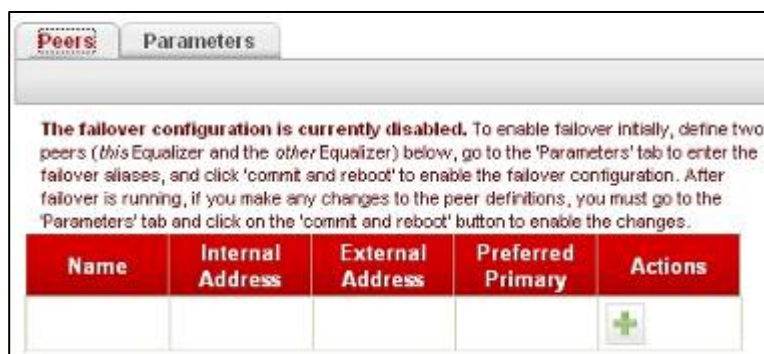 Peers Parameters
The failover configuration is currently disabled. To enable failover initially, define two
peers (this Equalizer and the other Equalizer) below, go to the 'Parameters' tab to enter the
failover aliases, and click 'commit and reboot' to enable the failover configuration. After
failover is running, if you make any changes to the peer definitions, you must go to the
'Parameters' tab and click on the 'commit and reboot' button to enable the changes.
Name Internal Address External Address Preferred Primary Actions